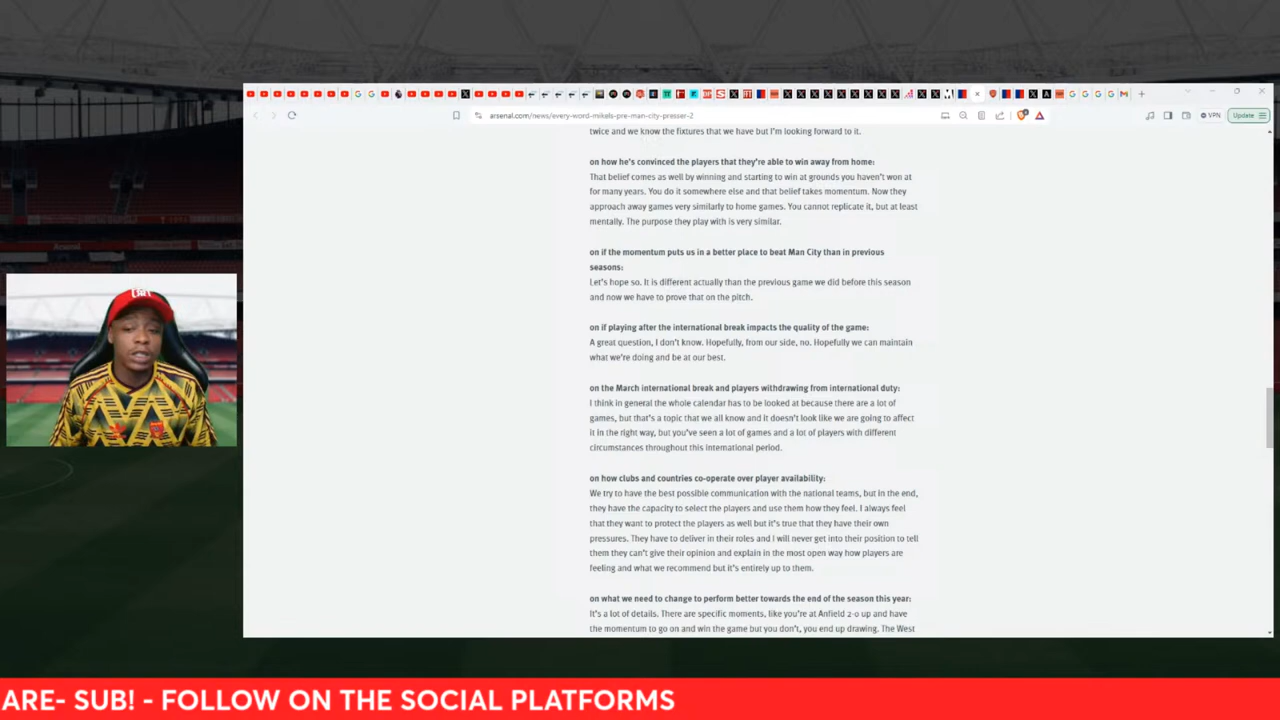 arsenal.com/news/every-word-mikels-pre-man-city-presser-2
VPN
Update
twice and we know the fixtures that we have but I'm looking forward to it.
on how he's convinced the players that they're able to win away from home:
That belief comes as well by winning and starting to win at grounds you haven't won at
for many years. You do it somewhere else and that belief takes momentum. Now they
approach away games very similarly to home games. You cannot replicate it, but at least
mentally. The purpose they play with is very similar.
on if the momentum puts us in a better place to beat Man City than in previous
seasons:
Let's hope so. It is different actually than the previous game we did before this season
and now we have to prove that on the pitch.
on if playing after the international break impacts the quality of the game:
A great question, I don't know. Hopefully, from our side, no. Hopefully we can maintain
what we're doing and be at our best.
on the March international break and players withdrawing from international duty:
I think in general the whole calendar has to be looked at because there are a lot of
games, but that's a topic that we all know and it doesn't look like we are going to affect
it in the right way, but you've seen a lot of games and a lot of players with different
circumstances throughout this international period.
on how clubs and countries co-operate over player availability:
We try to have the best possible communication with the national teams, but in the end,
they have the capacity to select the players and use them how they feel. I always feel
that they want to protect the players as well but it's true that they have their own
pressures. They have to deliver in their roles and I will never get into their position to tell
them they can't give their opinion and explain in the most open way how players are
feeling and what we recommend but it's entirely up to them.
on what we need to change to perform better towards the end of the season this year:
It's a lot of details. There are specific moments, like you're at Anfield 2-0 up and have
the momentum to go on and win the game but you don't, you end up drawing. The West
ARE- SUB! - FOLLOW ON THE SOCIAL PLATFORMS